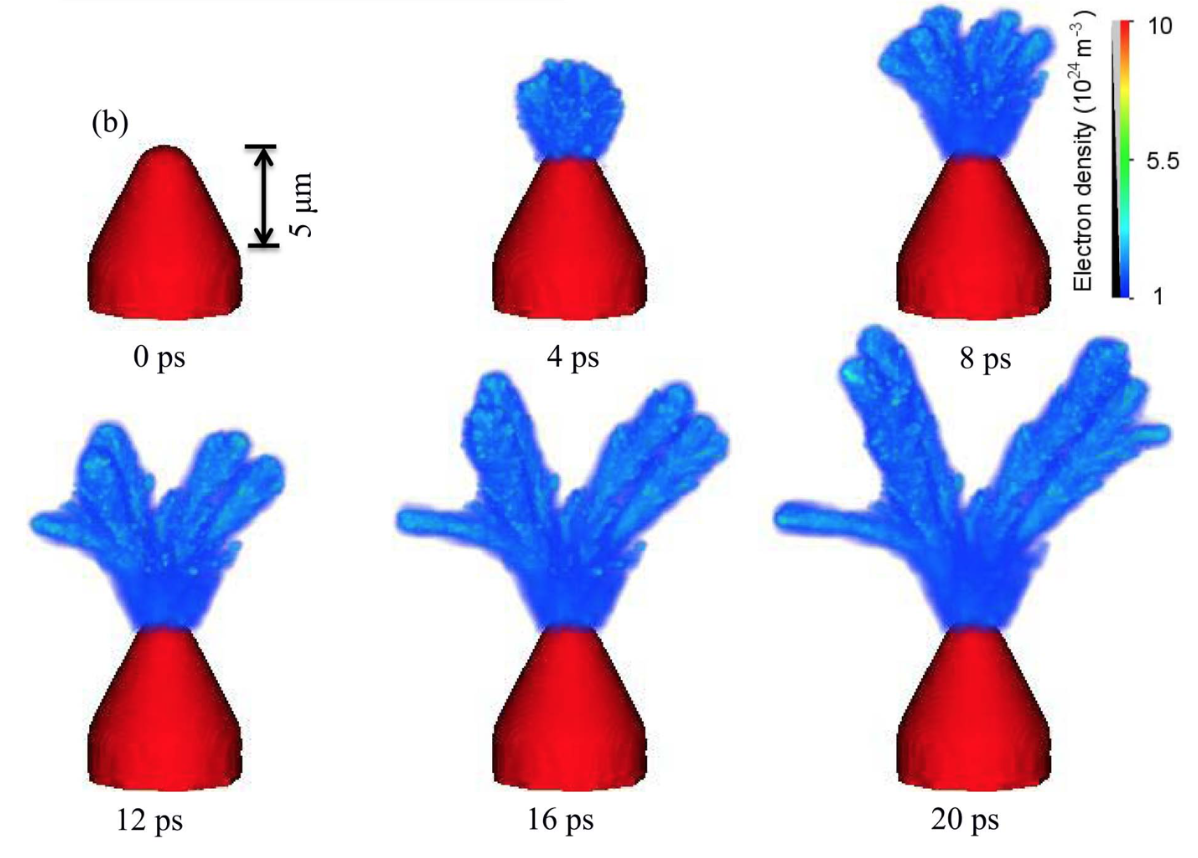 (b)
5 μm
Electron density (10²⁴ m⁻³)
10
5.5
1
0 ps
4 ps
8 ps
12 ps
16 ps
20 ps